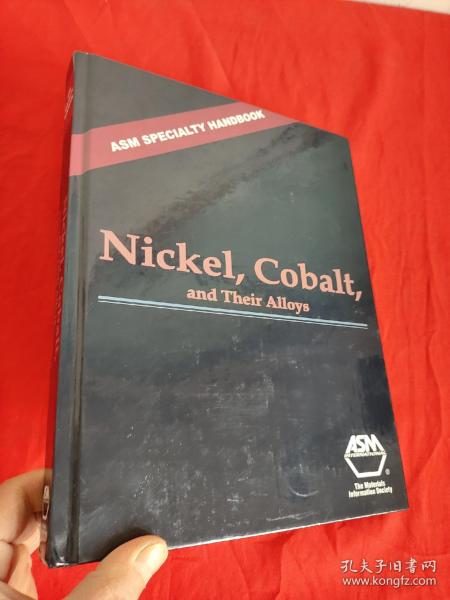 ASM SPECIALTY HANDBOOK
Nickel, Cobalt,
and Their Alloys
ASM
INTERNATIONAL
®
The Materials
Information Society
孔夫子旧书网
www.kongfz.com